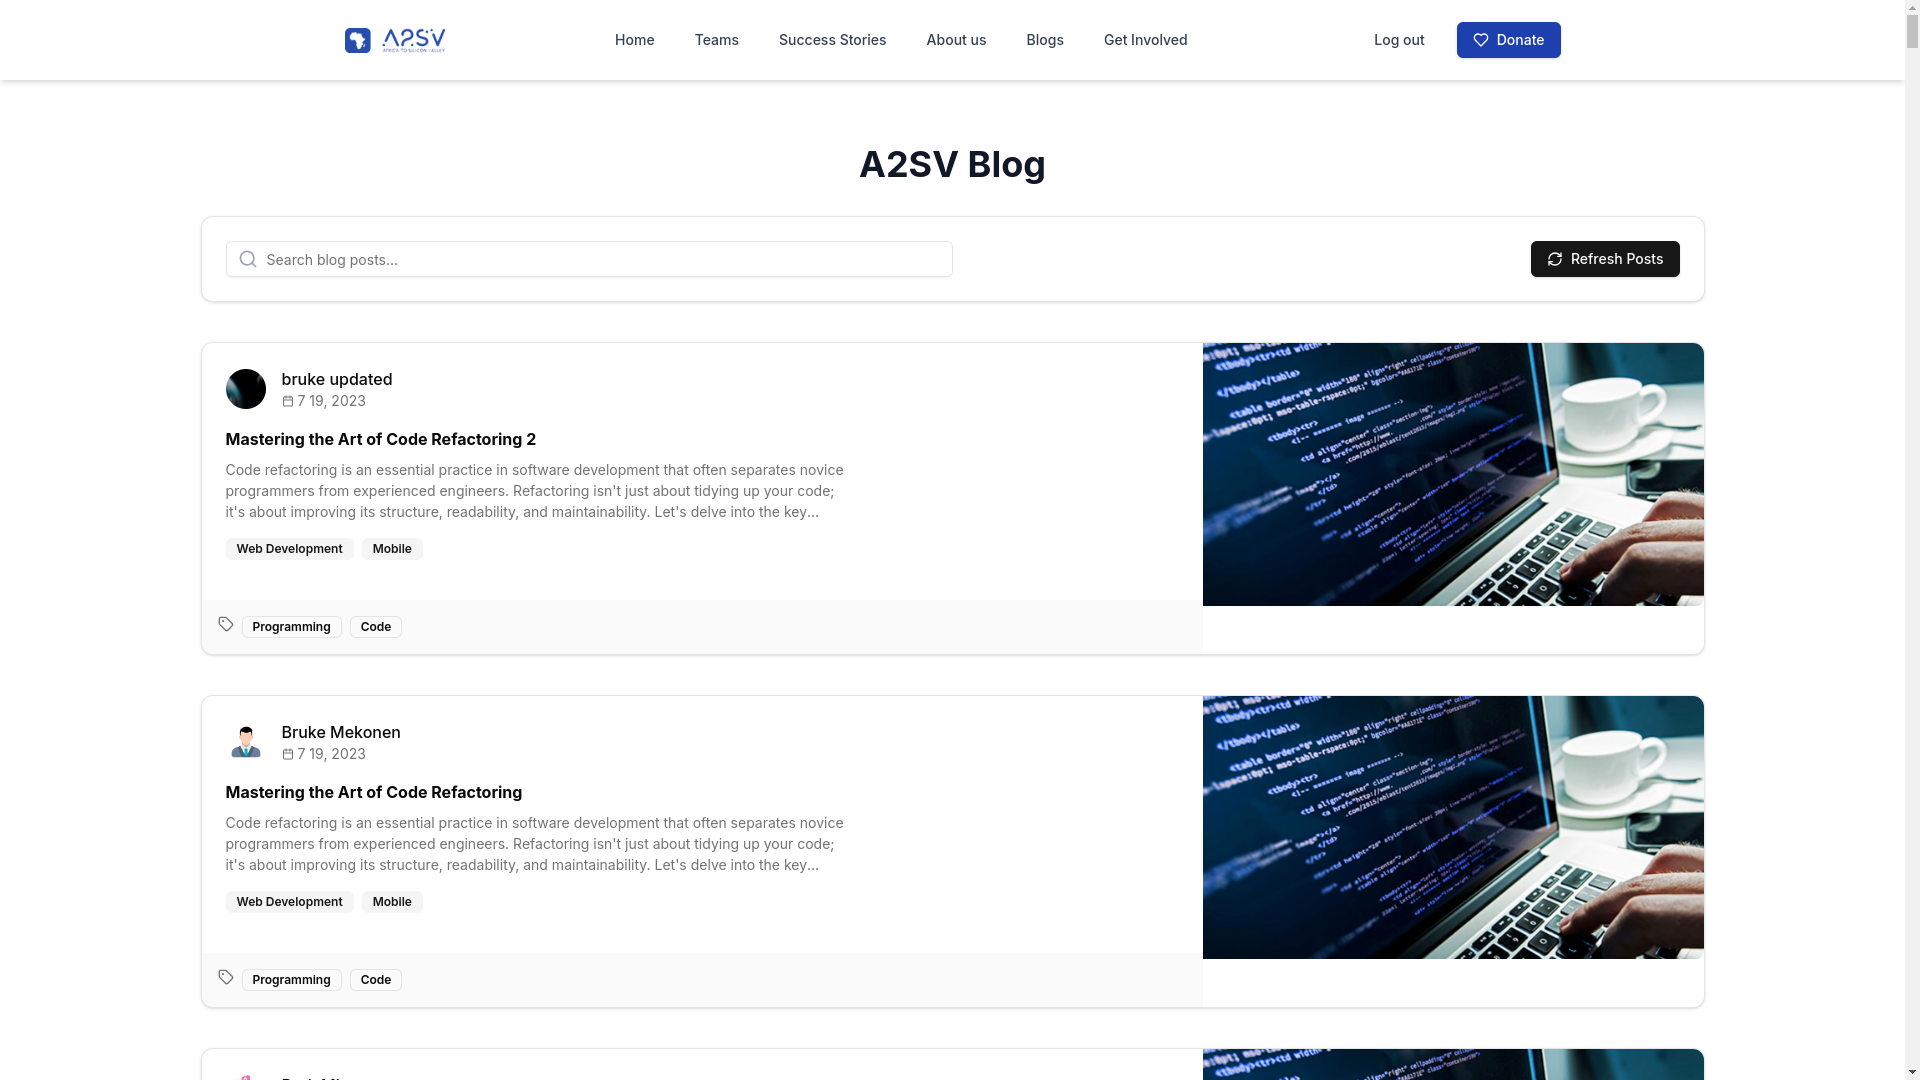 A2SV
AFRICA TO SILICON VALLEY
Home
Teams
Success Stories
About us
Blogs
Get Involved
Log out
Donate
A2SV Blog
Search blog posts...
Refresh Posts
bruke updated
7 19, 2023
Mastering the Art of Code Refactoring 2
Code refactoring is an essential practice in software development that often separates novice
programmers from experienced engineers. Refactoring isn't just about tidying up your code;
it's about improving its structure, readability, and maintainability. Let's delve into the key...
Web Development
Mobile
Programming
Code
Bruke Mekonen
7 19, 2023
Mastering the Art of Code Refactoring
Code refactoring is an essential practice in software development that often separates novice
programmers from experienced engineers. Refactoring isn't just about tidying up your code;
it's about improving its structure, readability, and maintainability. Let's delve into the key...
Web Development
Mobile
Programming
Code